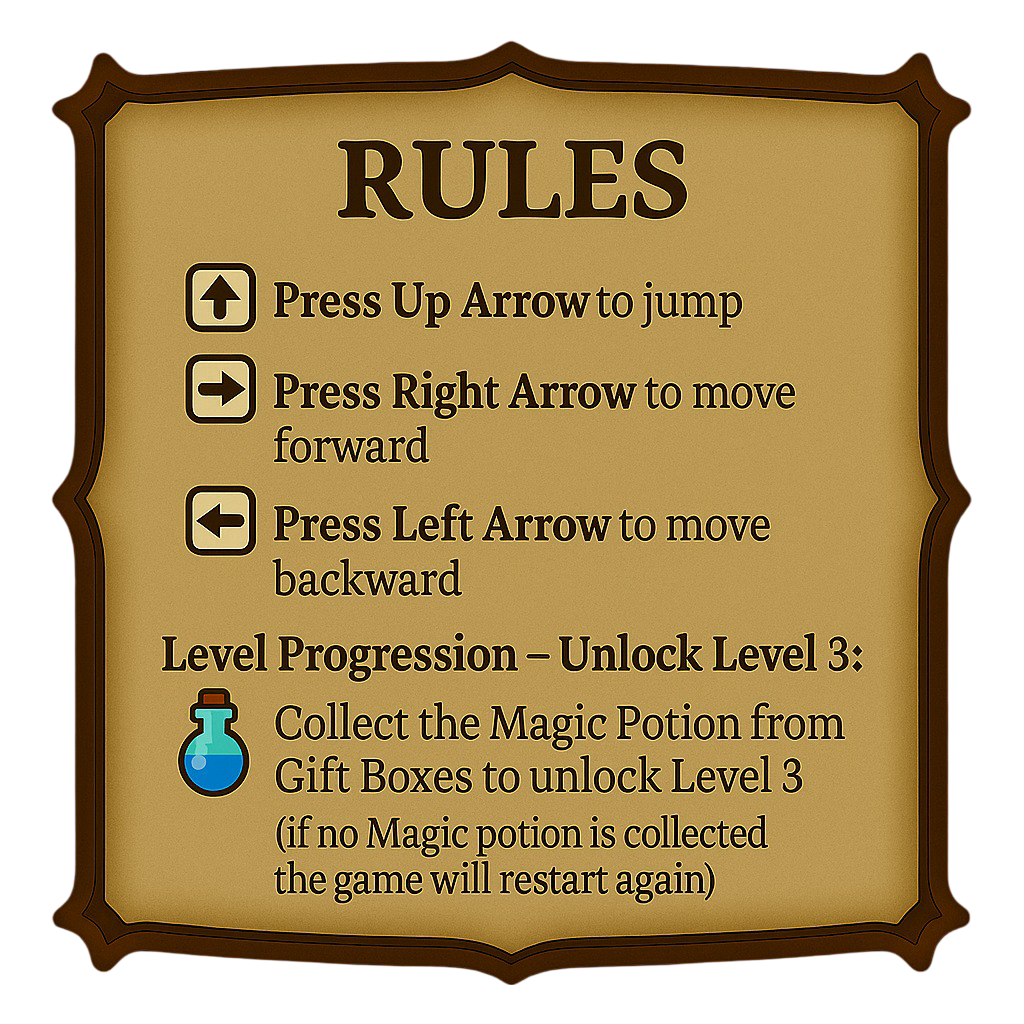 RULES
Press Up Arrow to jump
Press Right Arrow to move
forward
Press Left Arrow to move
backward
Level Progression – Unlock Level 3:
Collect the Magic Potion from
Gift Boxes to unlock Level 3
(if no Magic potion is collected
the game will restart again)